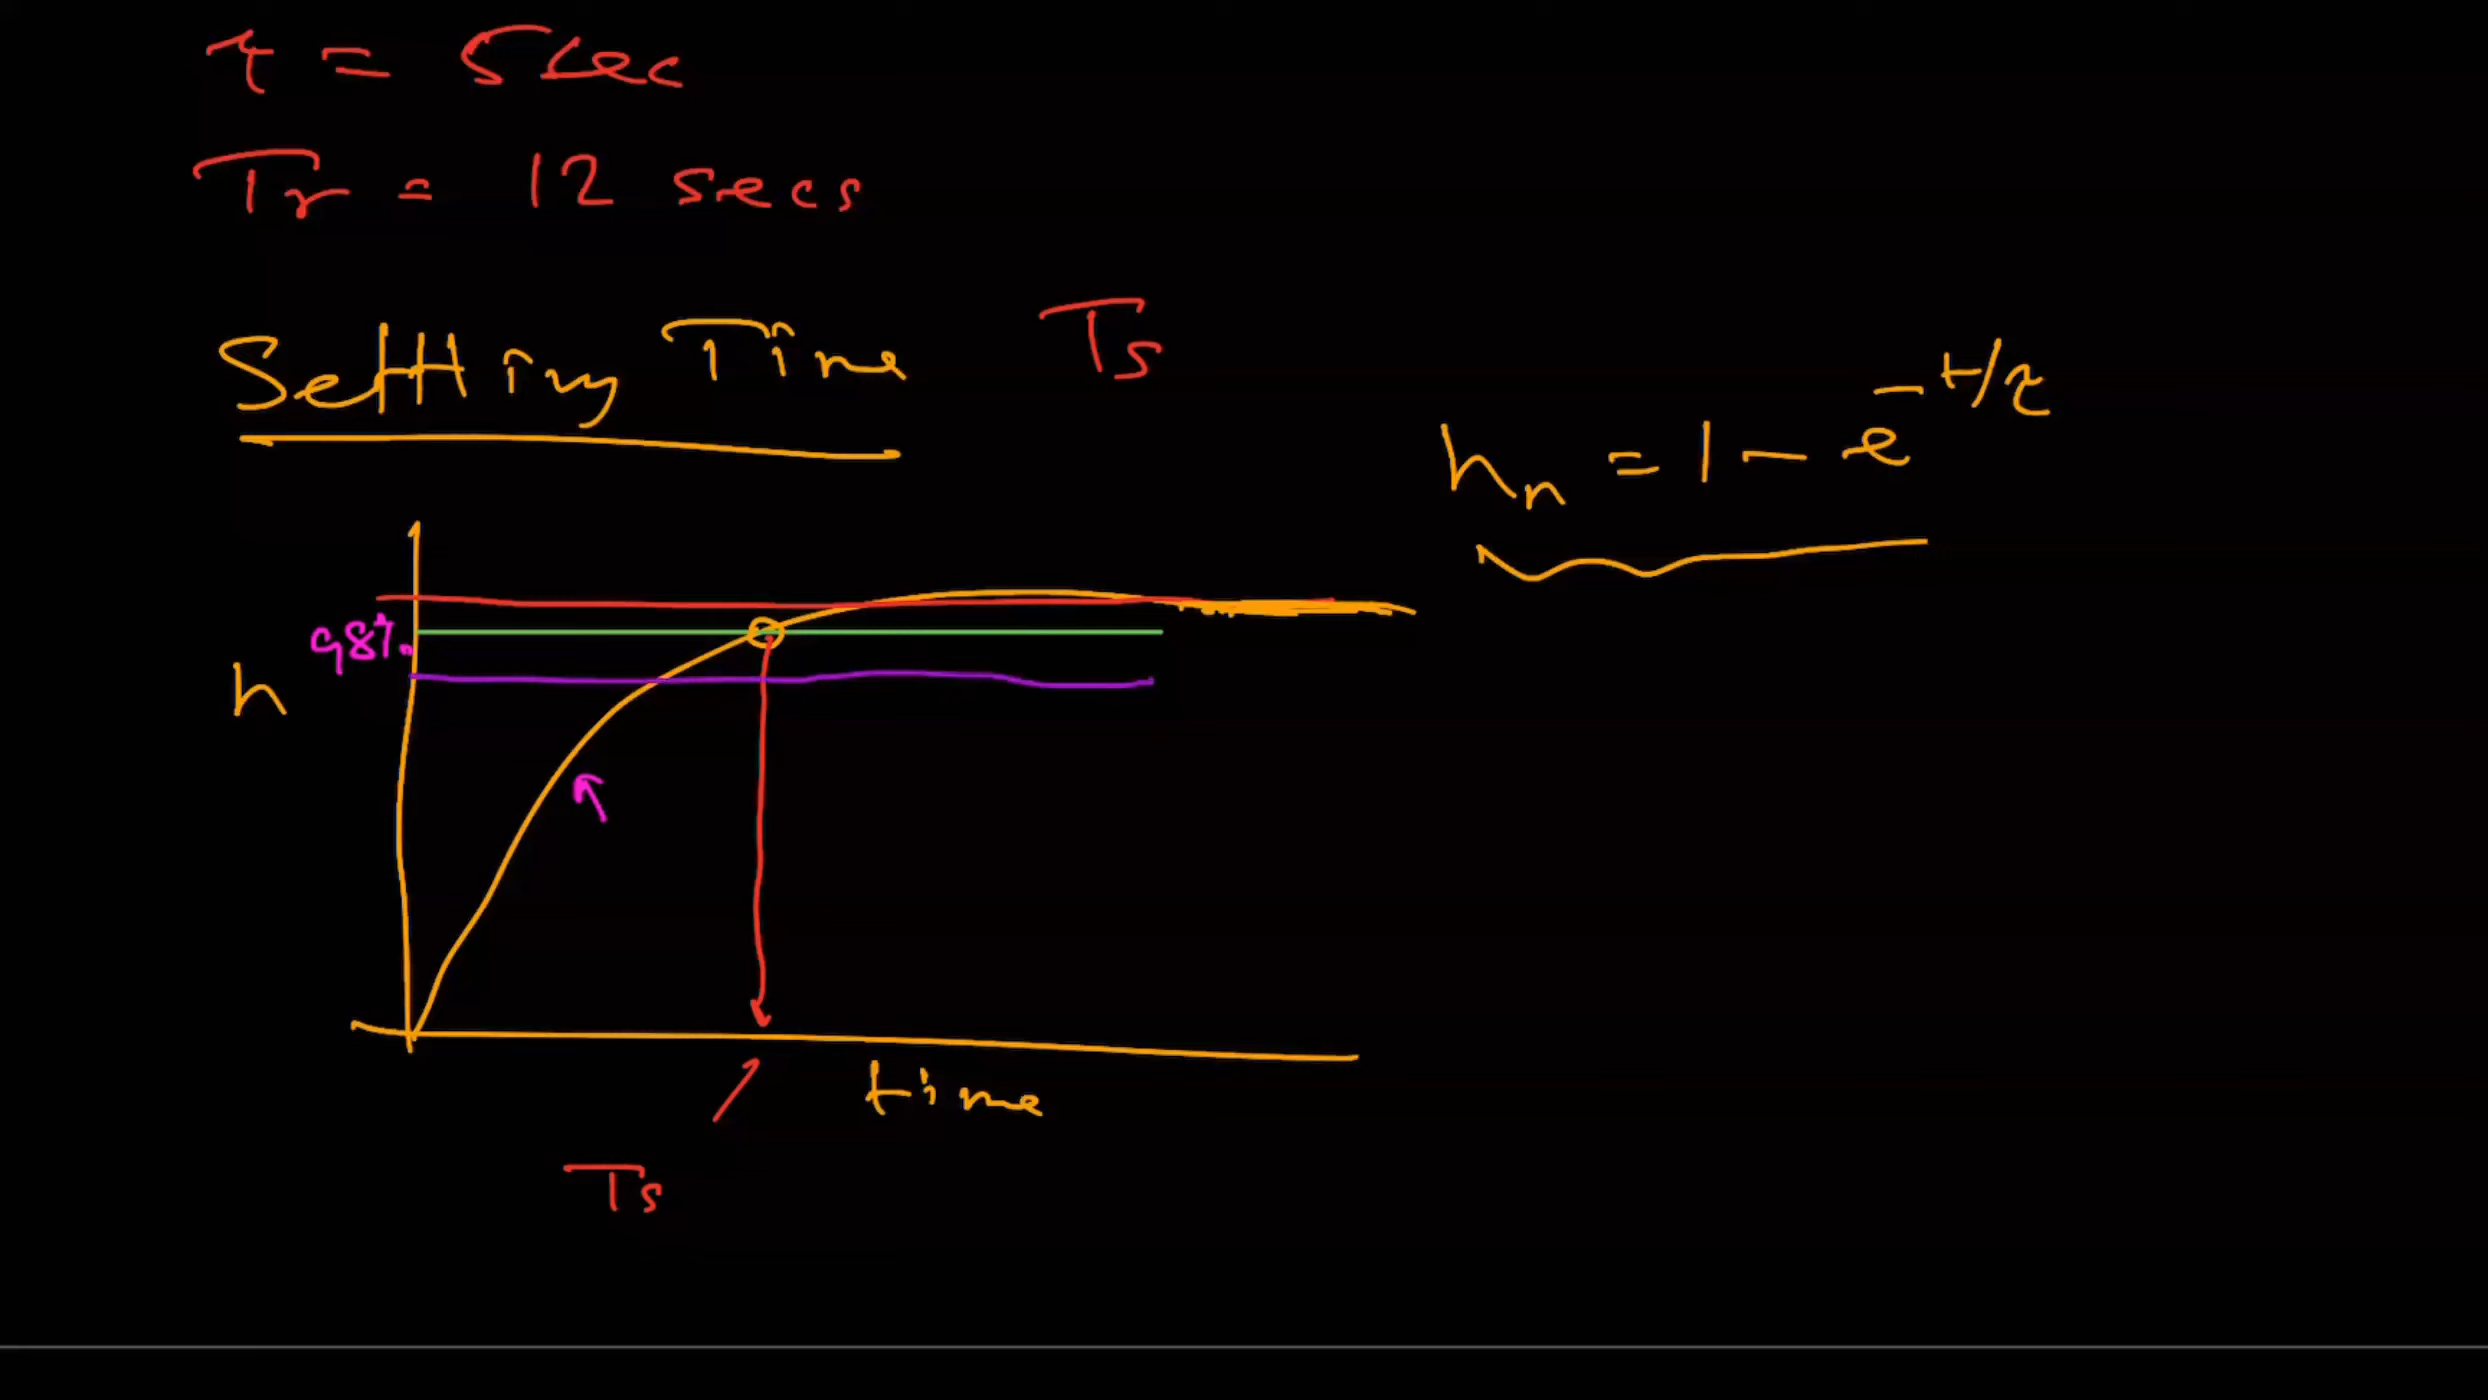 τ = 5 sec
Tr = 12 secs
Settling Time Ts
hn = 1 - e^-t/τ
98%.
h
time
Ts